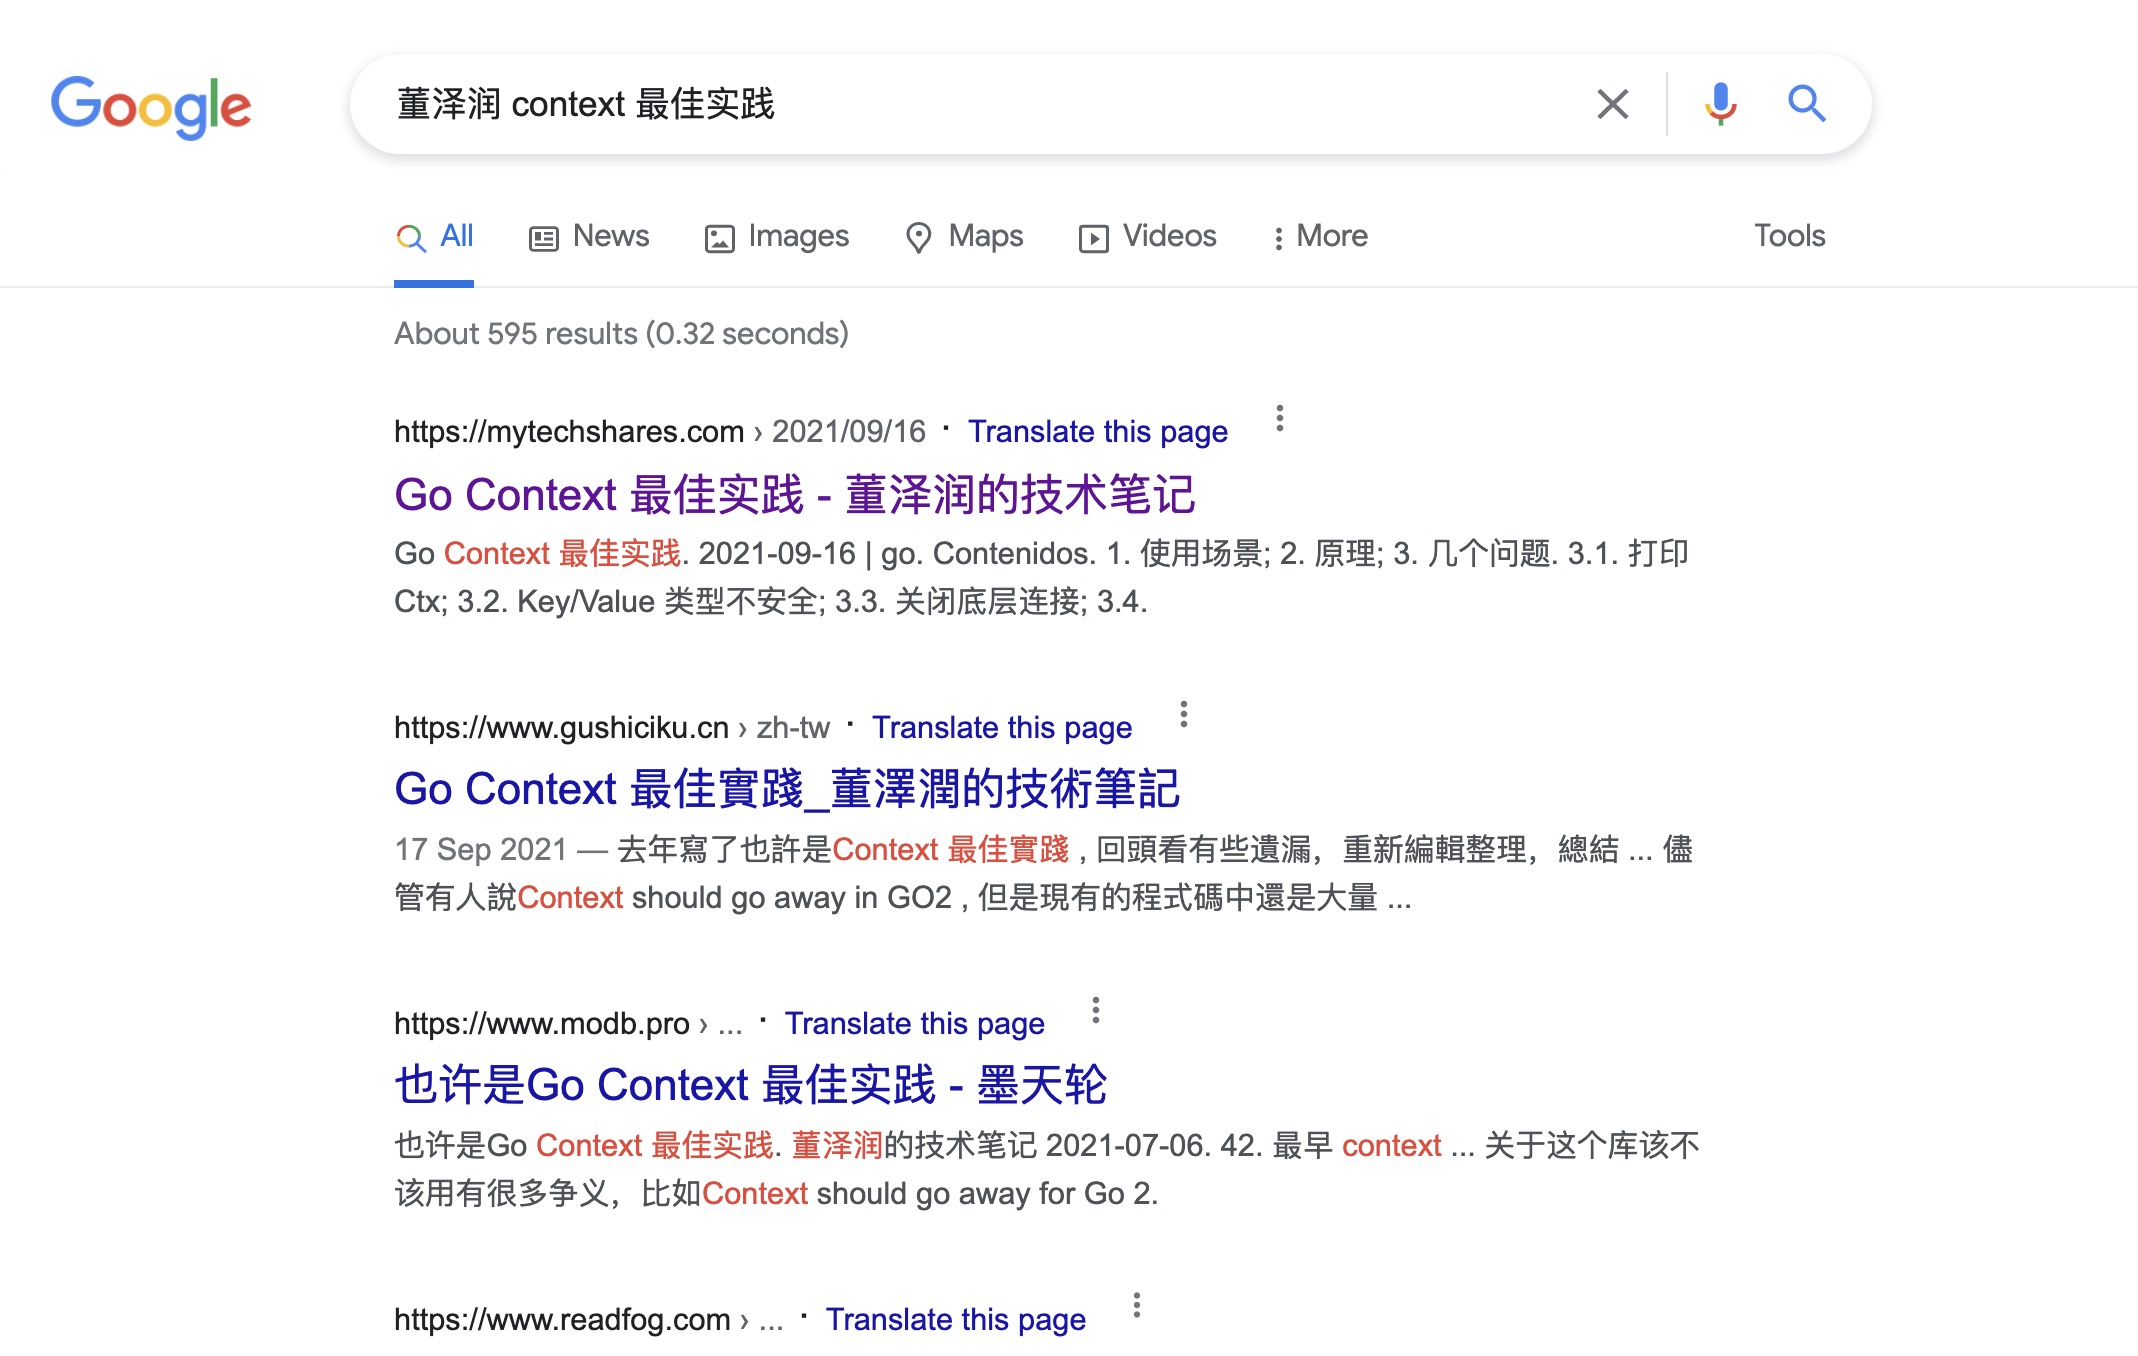 Google
董泽润 context 最佳实践
All News Images Maps Videos More Tools
About 595 results (0.32 seconds)
https://mytechshares.com › 2021/09/16 · Translate this page
Go Context 最佳实践 - 董泽润的技术笔记
Go Context 最佳实践. 2021-09-16 | go. Contenidos. 1. 使用场景; 2. 原理; 3. 几个问题. 3.1. 打印
Ctx; 3.2. Key/Value 类型不安全; 3.3. 关闭底层连接; 3.4.
https://www.gushiciku.cn › zh-tw · Translate this page
Go Context 最佳實踐_董澤潤的技術筆記
17 Sep 2021 — 去年寫了也許是Context 最佳實踐 , 回頭看有些遺漏，重新編輯整理，總結 ... 儘
管有人說Context should go away in GO2 , 但是現有的程式碼中還是大量 ...
https://www.modb.pro › ... · Translate this page
也许是Go Context 最佳实践 - 墨天轮
也许是Go Context 最佳实践. 董泽润的技术笔记 2021-07-06. 42. 最早 context ... 关于这个库该不
该用有很多争义，比如Context should go away for Go 2.
https://www.readfog.com › ... · Translate this page